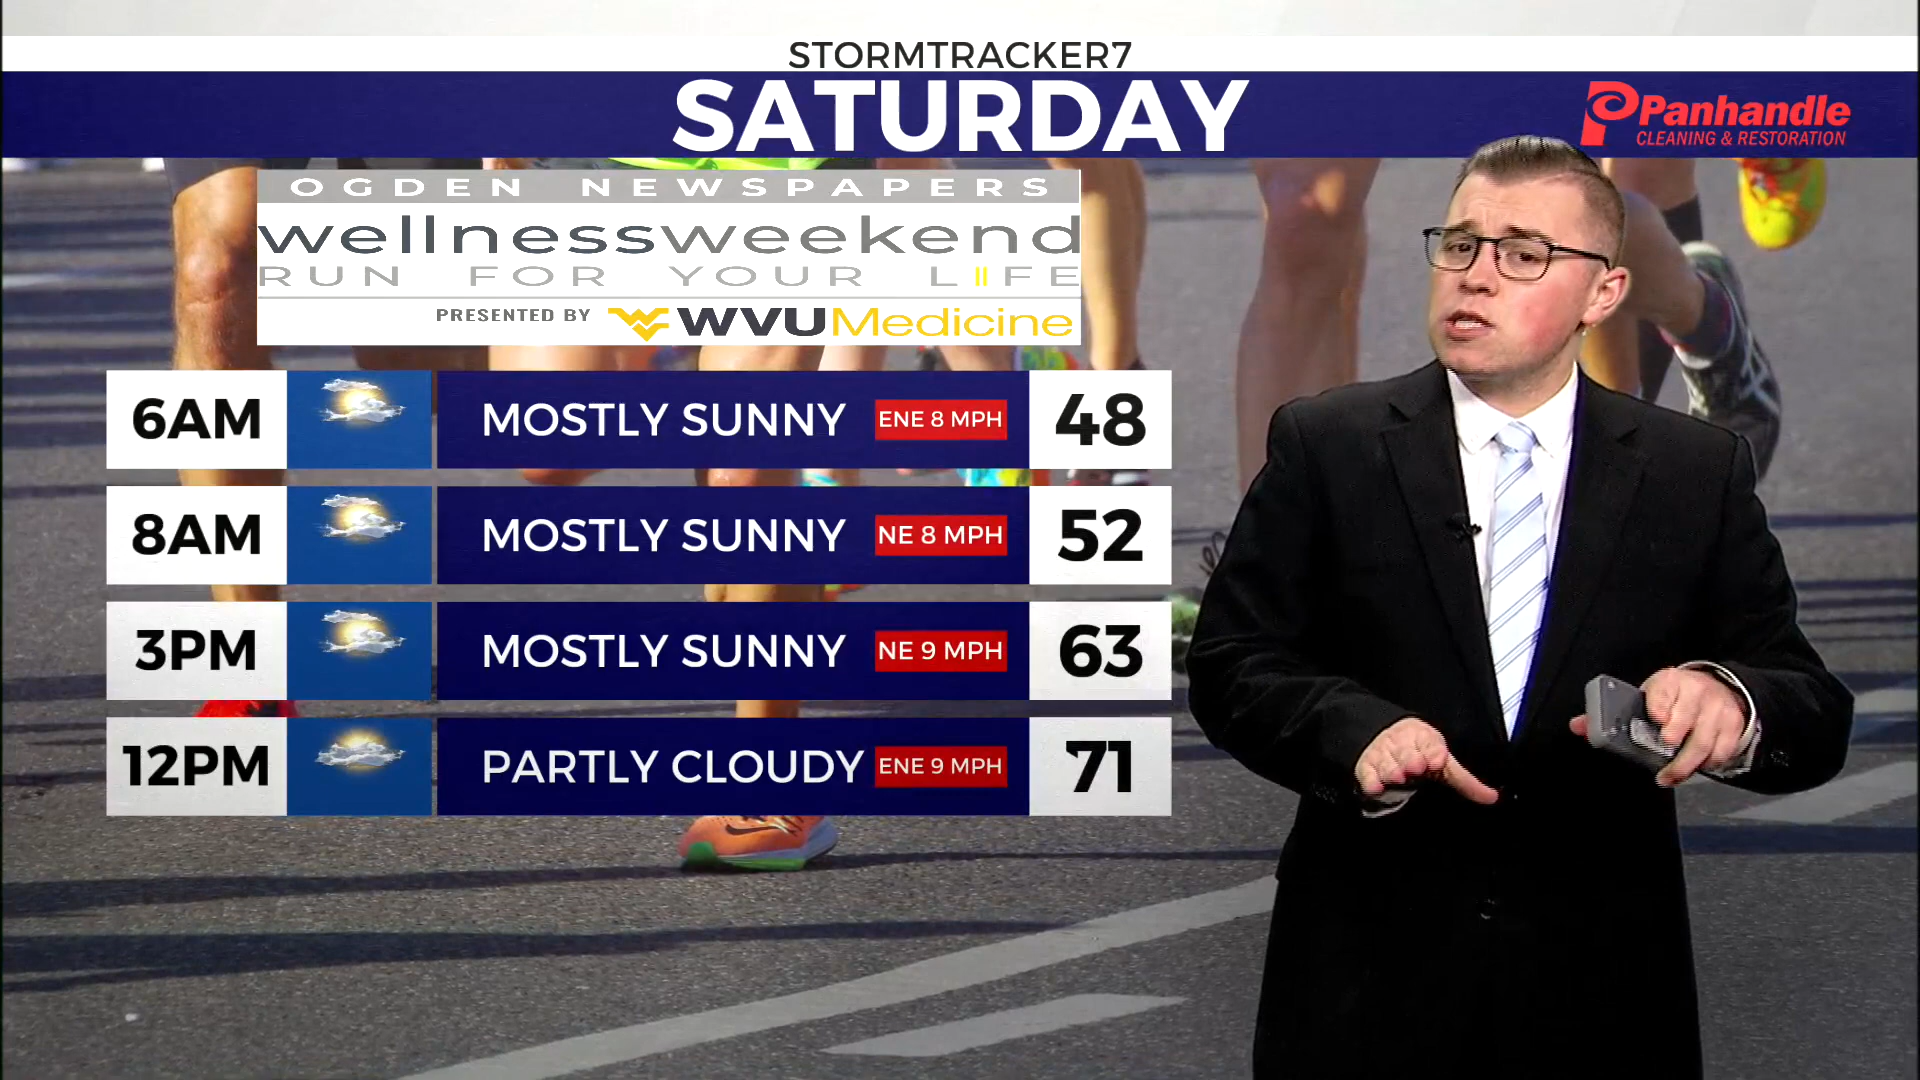 STORMTRACKER7
SATURDAY
Panhandle
CLEANING & RESTORATION
OGDEN NEWSPAPERS
wellnessweekend
RUN FOR YOUR LIFE
PRESENTED BY WVUMedicine
6AM MOSTLY SUNNY ENE 8 MPH 48
8AM MOSTLY SUNNY NE 8 MPH 52
3PM MOSTLY SUNNY NE 9 MPH 63
12PM PARTLY CLOUDY ENE 9 MPH 71